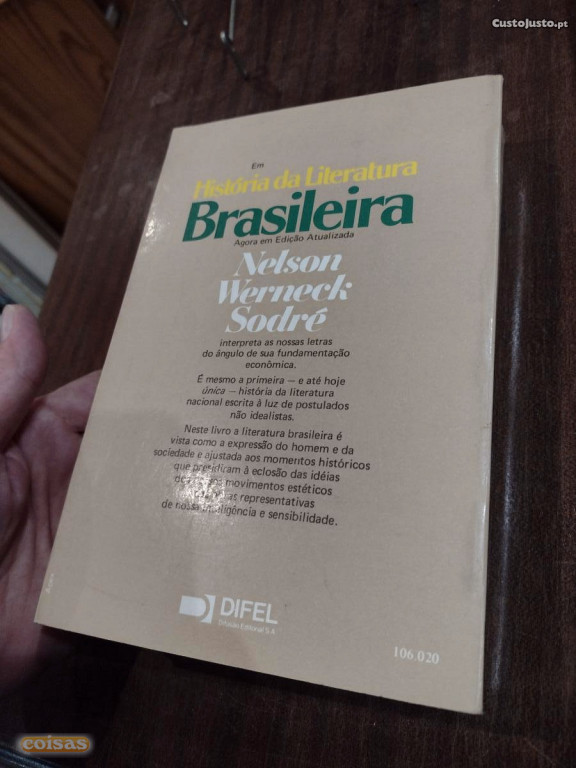 CustoJusto.pt
Em
História da Literatura
Brasileira
Agora em Edição Atualizada
Nelson
Werneck
Sodré
interpreta as nossas letras
do ângulo de sua fundamentação
econômica.
É mesmo a primeira — e até hoje
única — história da literatura
nacional escrita à luz de postulados
não idealistas.
Neste livro a literatura brasileira é
vista como a expressão do homem e da
sociedade e ajustada aos momentos históricos
que presidiram à eclosão das idéias
movimentos estéticos
representativas
de nossa inteligência e sensibilidade.
DIFEL
Difusão Editorial S.A.
106.020
coisas